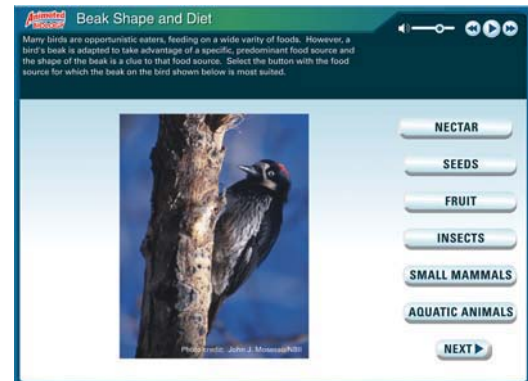 Animated
Beak Shape and Diet
Many birds are opportunistic eaters, feeding on a wide varity of foods. However, a
bird's beak is adapted to take advantage of a specific, predominant food source and
the shape of the beak is a clue to that food source. Select the button with the food
source for which the beak on the bird shown below is most suited.
NECTAR
SEEDS
FRUIT
INSECTS
SMALL MAMMALS
AQUATIC ANIMALS
Photo credit: John J.
NEXT